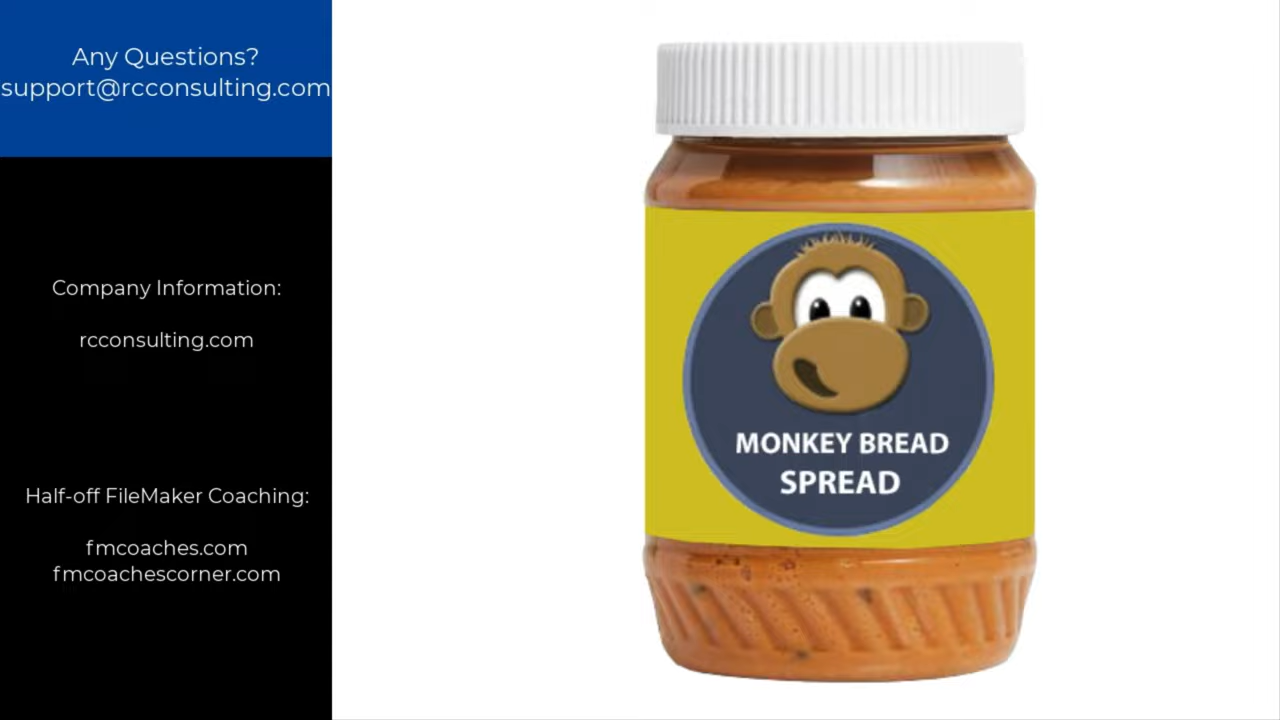 Any Questions?
support@rcconsulting.com
Company Information:
rcconsulting.com
Half-off FileMaker Coaching:
fmcoaches.com
fmcoachescorner.com
MONKEY BREAD
SPREAD